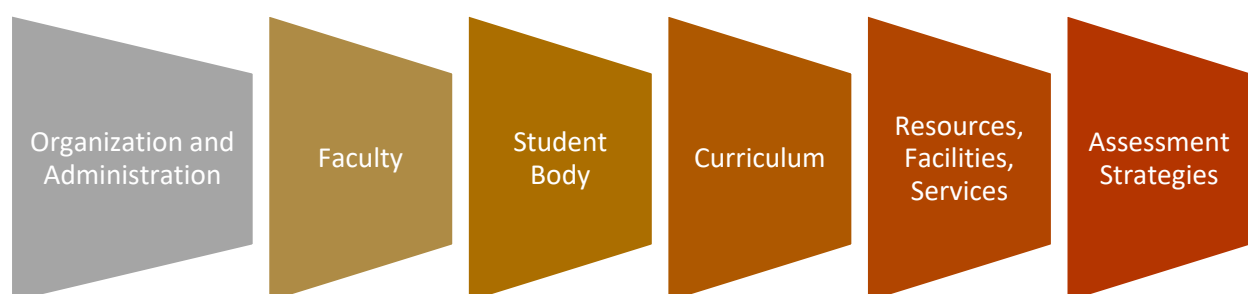 Organization and
Administration
Faculty
Student
Body
Curriculum
Resources,
Facilities,
Services
Assessment
Strategies